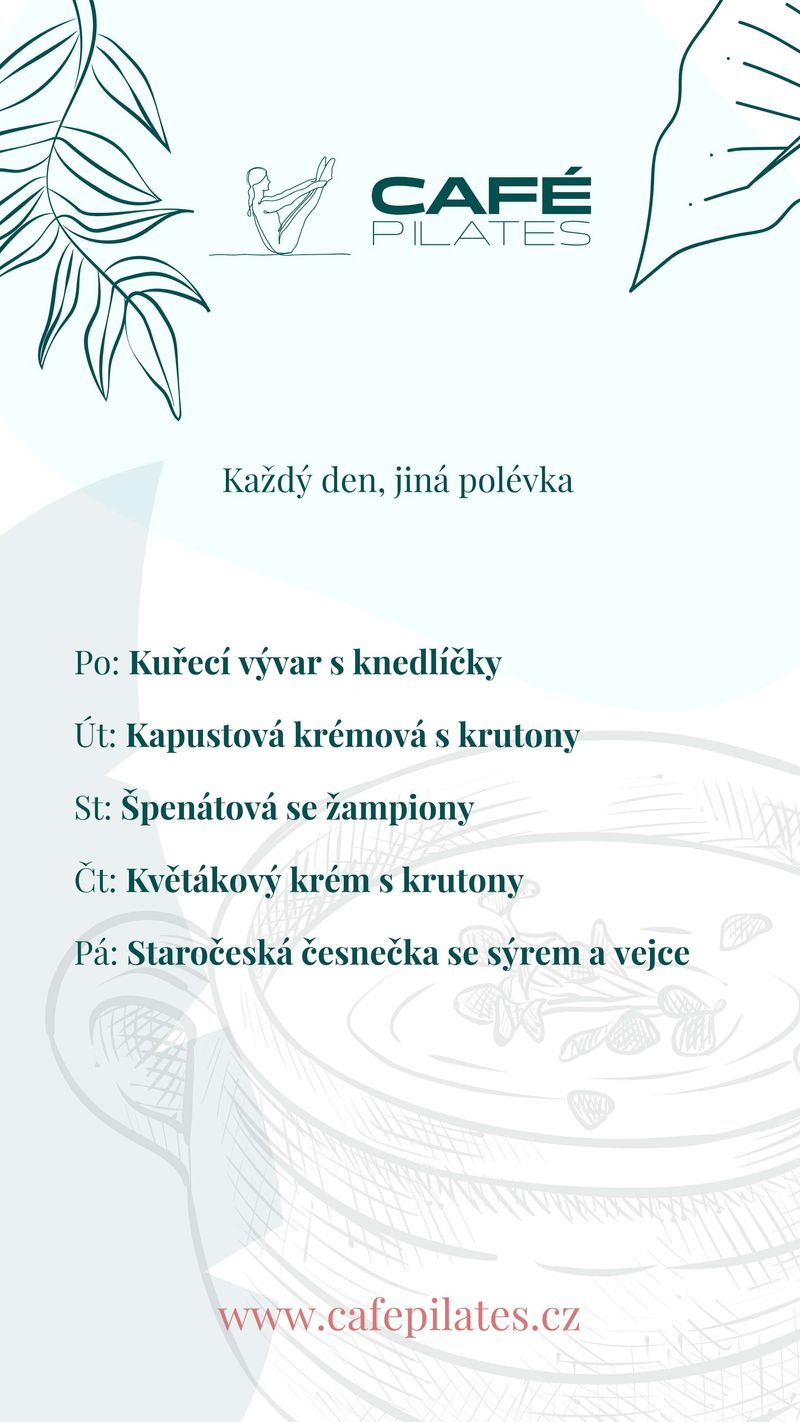 CAFÉ
PILATES
Každý den, jiná polévka
Po: Kuřecí vývar s knedlíčky
Út: Kapustová krémová s krutony
St: Špenátová se žampiony
Čt: Květákový krém s krutony
Pá: Staročeská česnečka se sýrem a vejce
www.cafepilates.cz